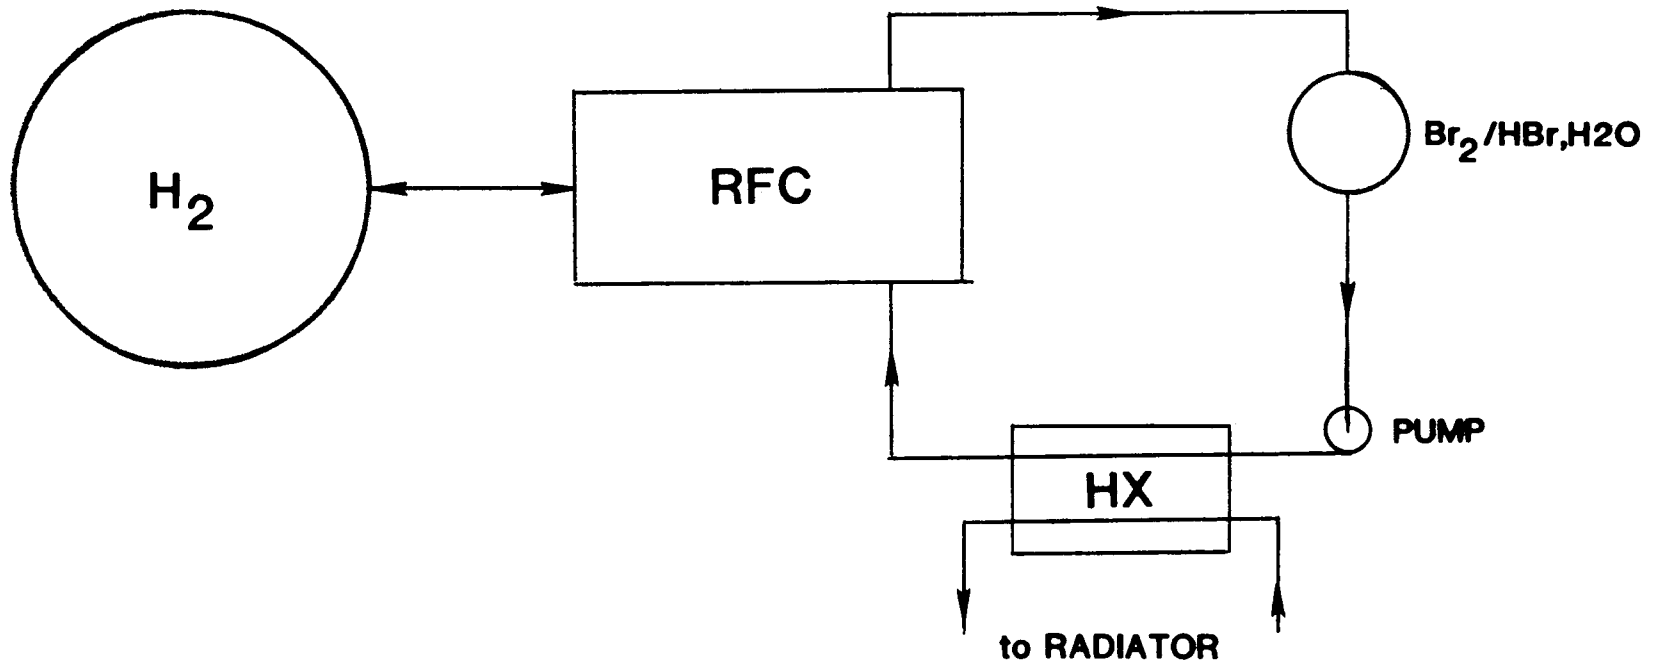 H2
RFC
Br2/HBr,H2O
PUMP
HX
to RADIATOR